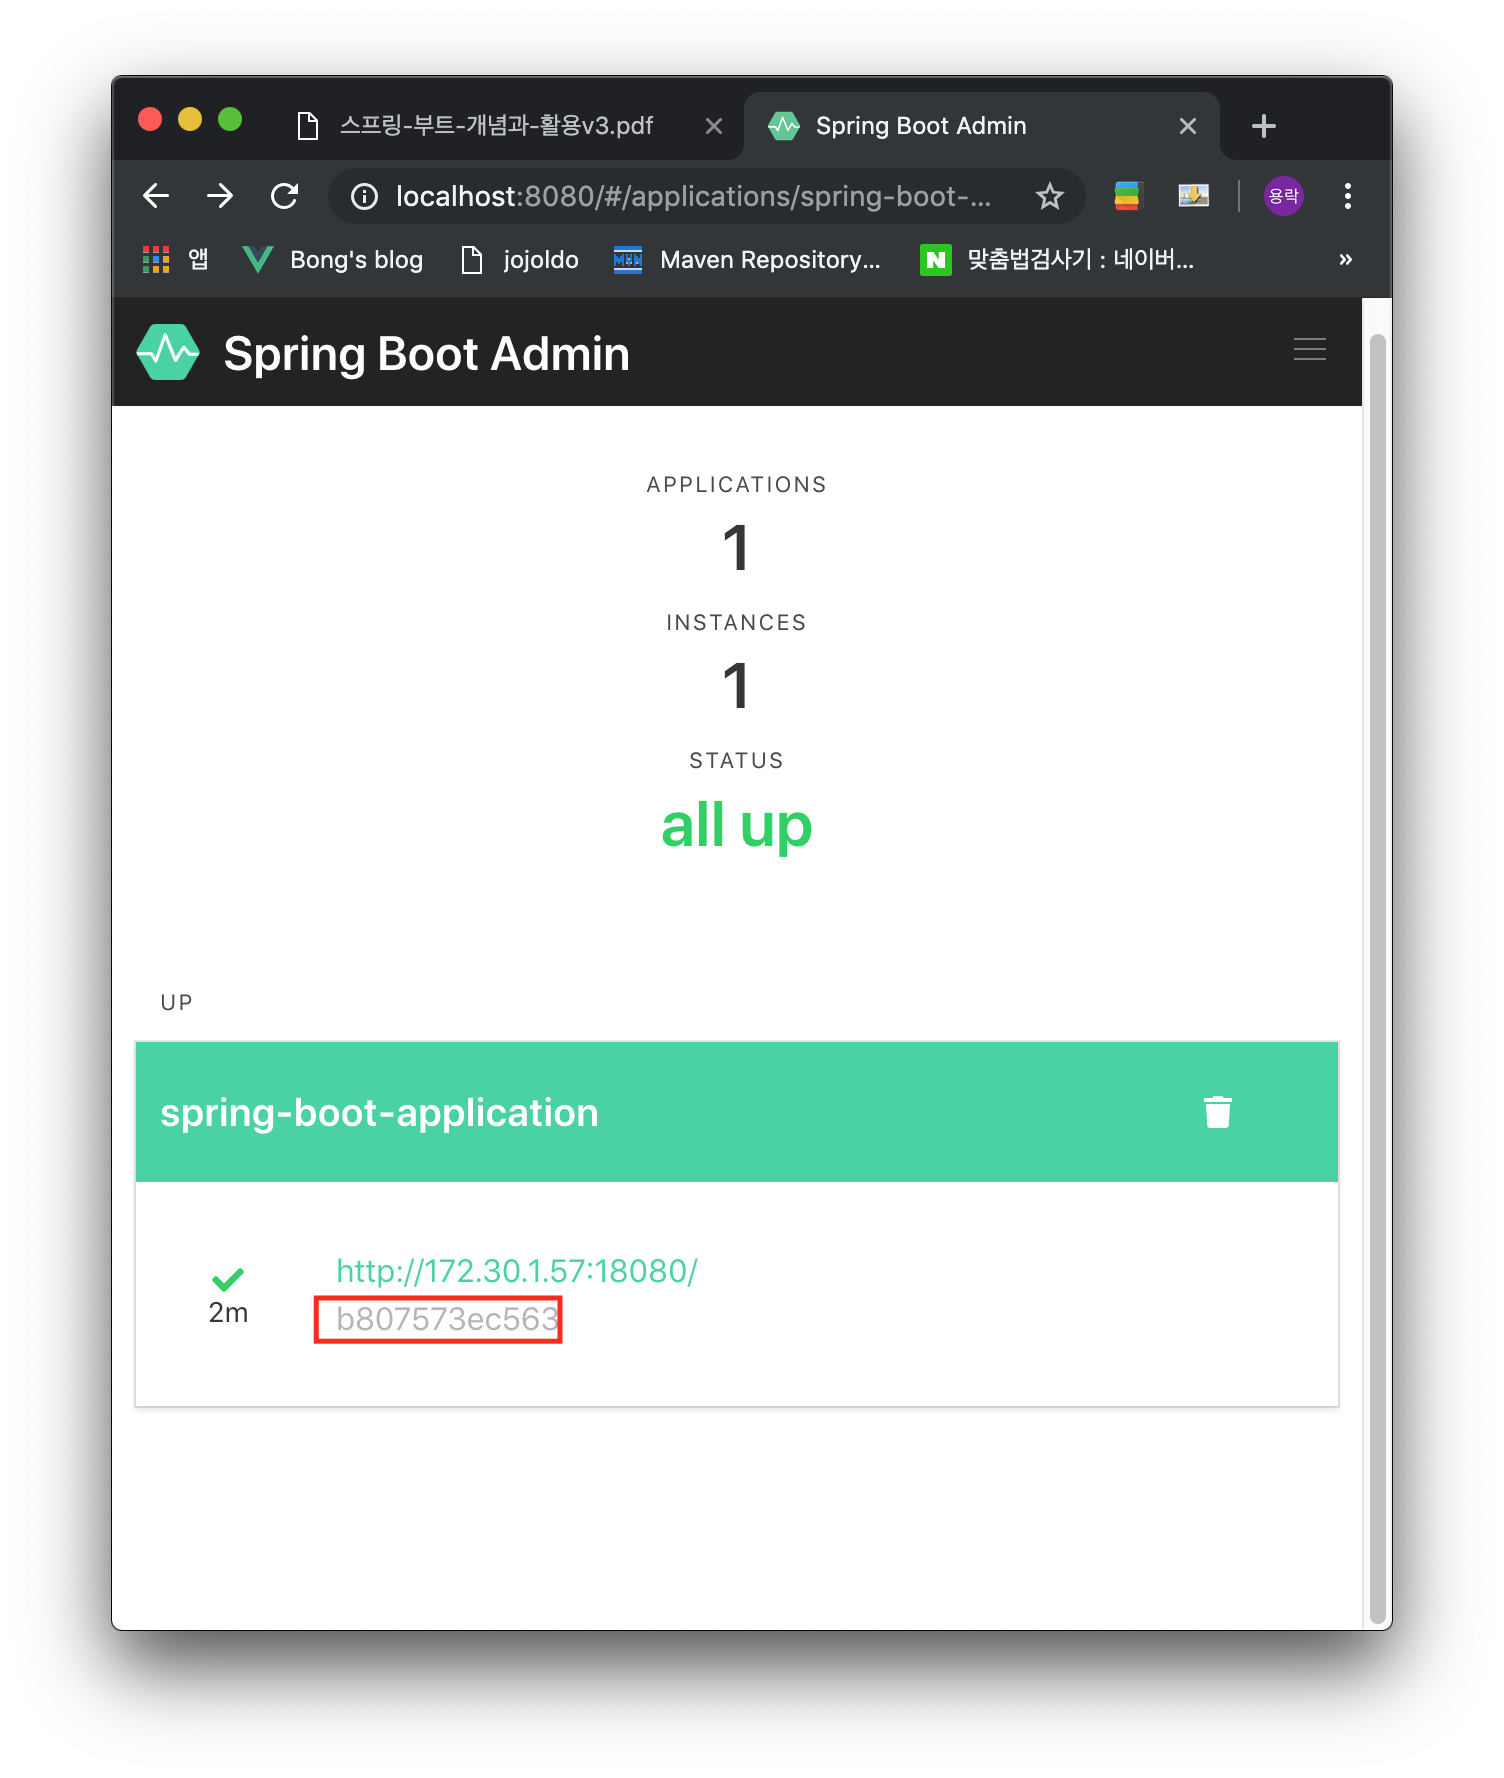 스프링-부트-개념과-활용v3.pdf
Spring Boot Admin
localhost:8080/#/applications/spring-boot-...
용락
앱
Bong's blog
jojoldo
Maven Repository...
맞춤법검사기 : 네이버...
»
Spring Boot Admin
APPLICATIONS
1
INSTANCES
1
STATUS
all up
UP
spring-boot-application
http://172.30.1.57:18080/
2m
b807573ec563